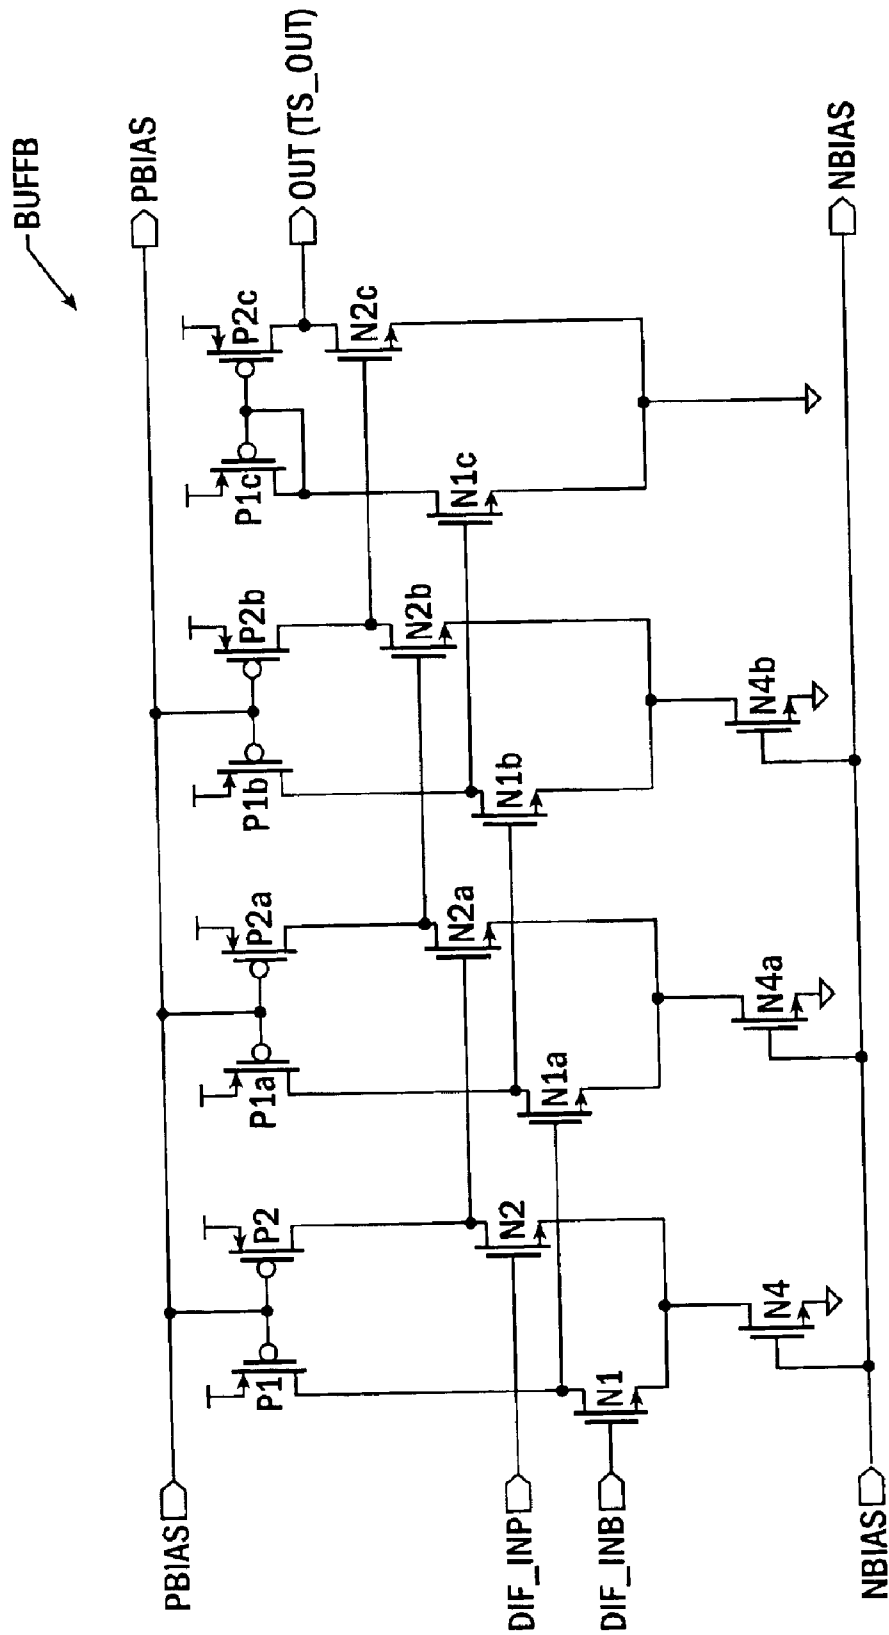 BUFFB
PBIAS
PBIAS
P1
P2
P1a
P2a
P1b
P2b
P1c
P2c
OUT (TS_OUT)
DIF_INP
DIF_INB
N1
N2
N1a
N2a
N1b
N2b
N1c
N2c
N4
N4a
N4b
NBIAS
NBIAS